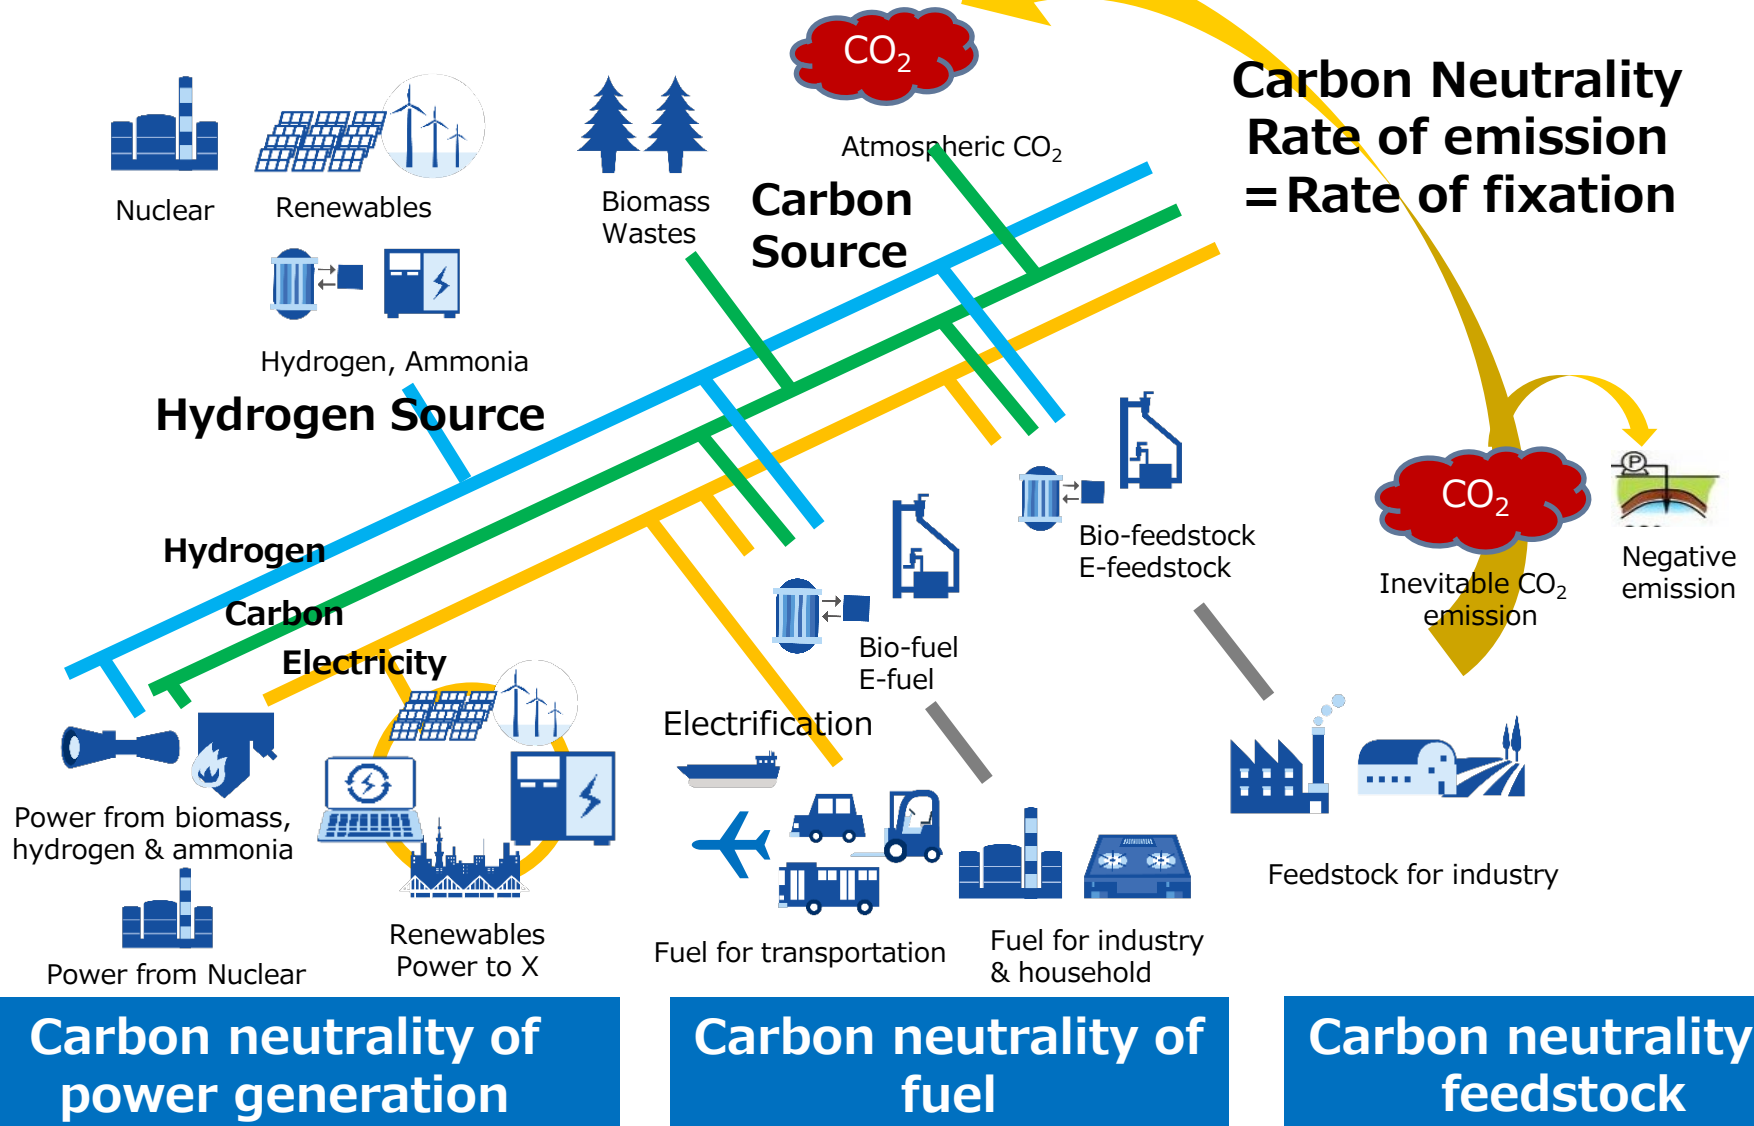 CO2
Atmospheric CO2
Carbon Neutrality
Rate of emission
=Rate of fixation
Nuclear
Renewables
Biomass
Wastes
Carbon
Source
Hydrogen, Ammonia
Hydrogen Source
Hydrogen
Carbon
Electricity
Bio-feedstock
E-feedstock
CO2
Inevitable CO2
emission
P
Negative
emission
Bio-fuel
E-fuel
Electrification
Power from biomass,
hydrogen & ammonia
Power from Nuclear
Renewables
Power to X
Fuel for transportation
Fuel for industry
& household
Feedstock for industry
Carbon neutrality of
power generation
Carbon neutrality of
fuel
Carbon neutrality
feedstock